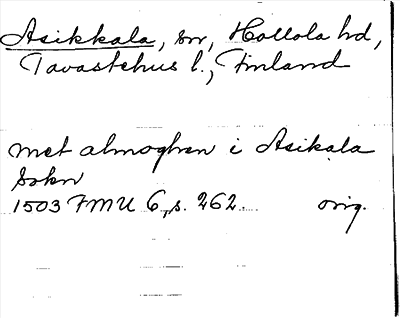 Asikkala, sn, Hollola hd,
Tavastehus l., Finland
met almoghen i Asikala
sokn
1503 FMU 6, s. 262. orig.